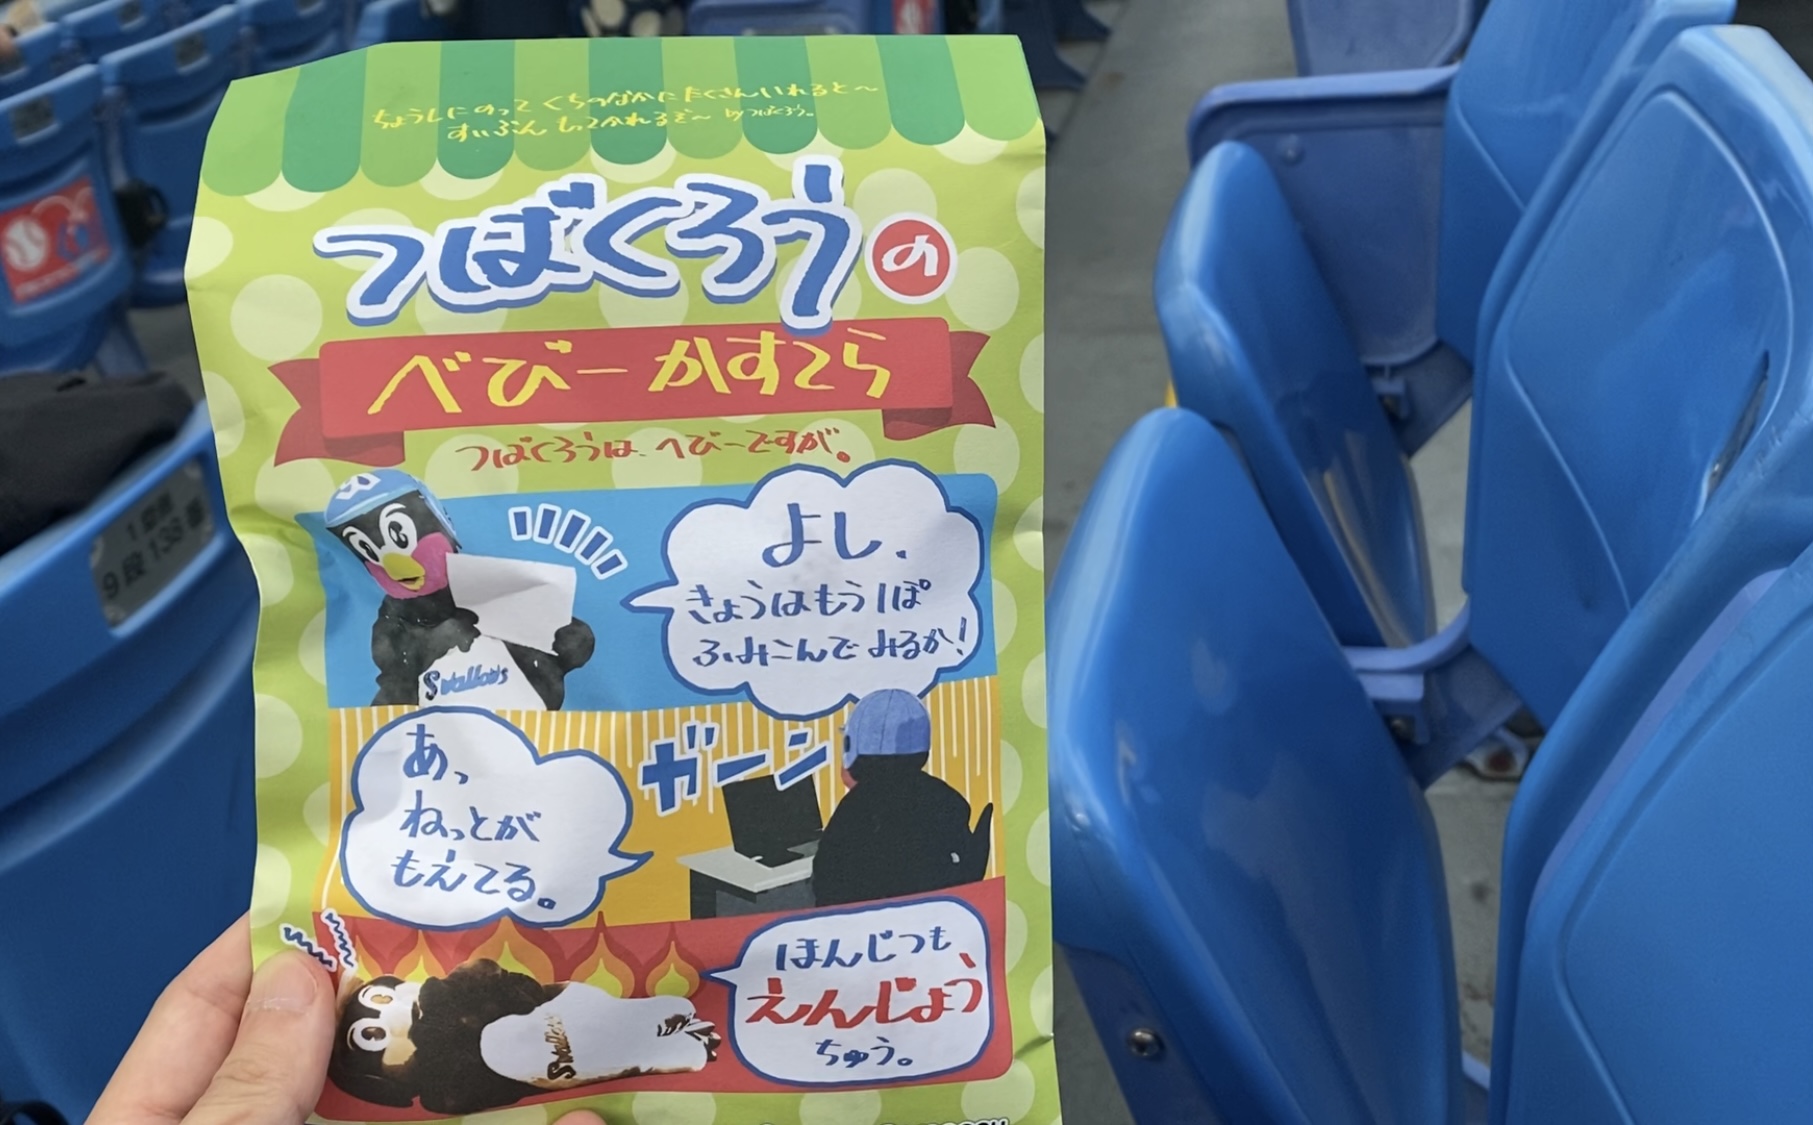 ちょうしにのって くちのなかに たくさんいれると〜
すいぶん もってかれるぞ〜 by つばくろう。
つばくろうの
べびーかすてら
つばくろうは、へびーですが。
よし、
きょうはもう1ぽ
ふみこんでみるか!
Swallows
ガーン
あっ
ねっとが
もえてる。
ほんじつも
えんじょう
ちゅう。
Swallows
9段 138番